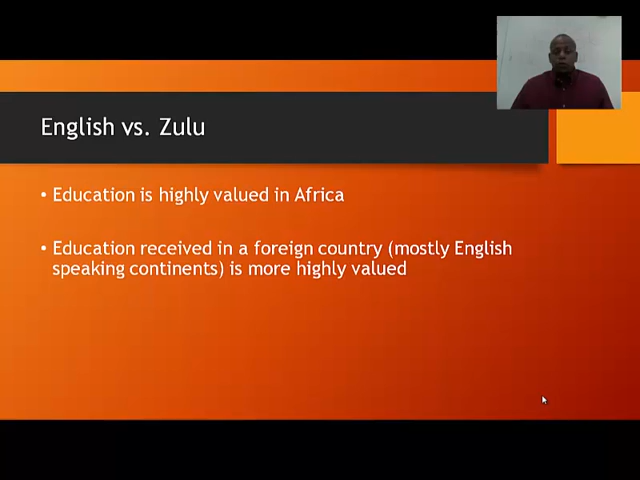 English vs. Zulu
• Education is highly valued in Africa
• Education received in a foreign country (mostly English
speaking continents) is more highly valued